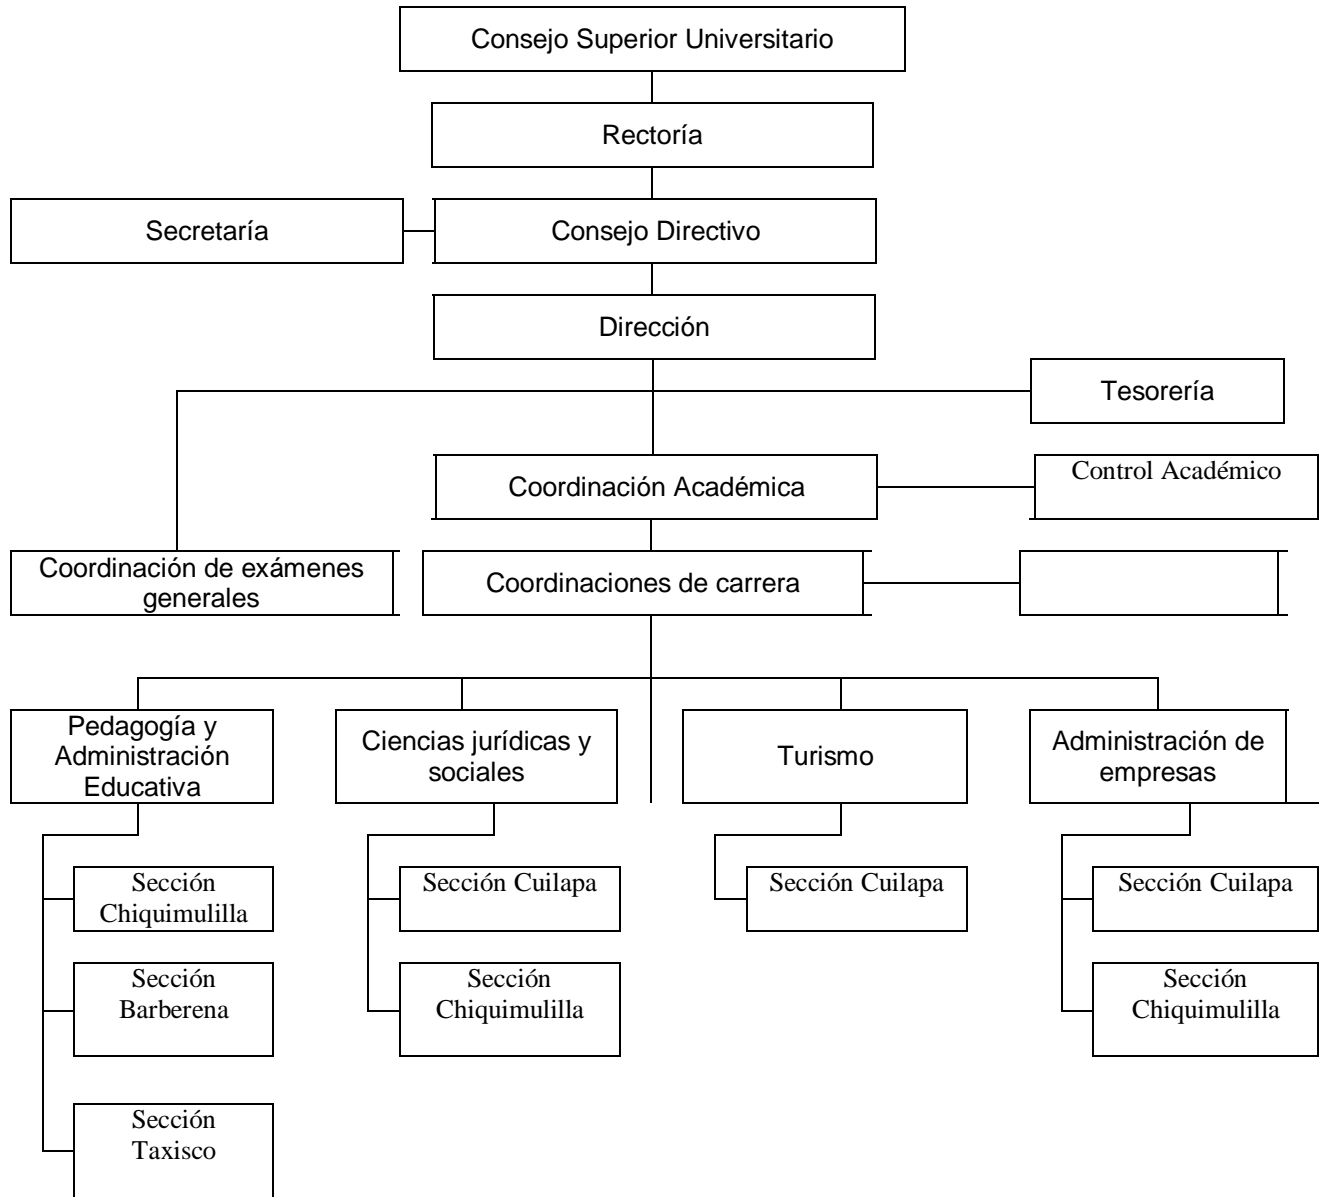 Consejo Superior Universitario
Rectoría
Secretaría
Consejo Directivo
Dirección
Tesorería
Coordinación Académica
Control Académico
Coordinación de exámenes
generales
Coordinaciones de carrera
Pedagogía y
Administración
Educativa
Ciencias jurídicas y
sociales
Turismo
Administración de
empresas
Sección
Chiquimulilla
Sección Cuilapa
Sección Cuilapa
Sección Cuilapa
Sección
Barberena
Sección
Chiquimulilla
Sección
Chiquimulilla
Sección
Taxisco